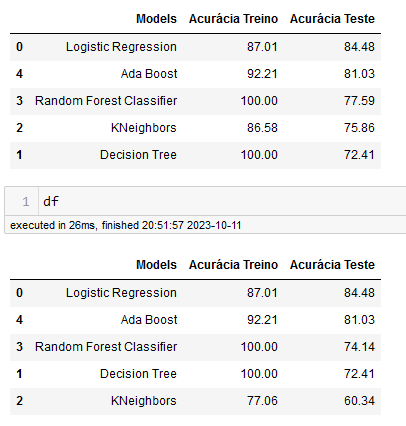 Models Acurácia Treino Acurácia Teste
0 Logistic Regression 87.01 84.48
4 Ada Boost 92.21 81.03
3 Random Forest Classifier 100.00 77.59
2 KNeighbors 86.58 75.86
1 Decision Tree 100.00 72.41
1 df
executed in 26ms, finished 20:51:57 2023-10-11
Models Acurácia Treino Acurácia Teste
0 Logistic Regression 87.01 84.48
4 Ada Boost 92.21 81.03
3 Random Forest Classifier 100.00 74.14
1 Decision Tree 100.00 72.41
2 KNeighbors 77.06 60.34